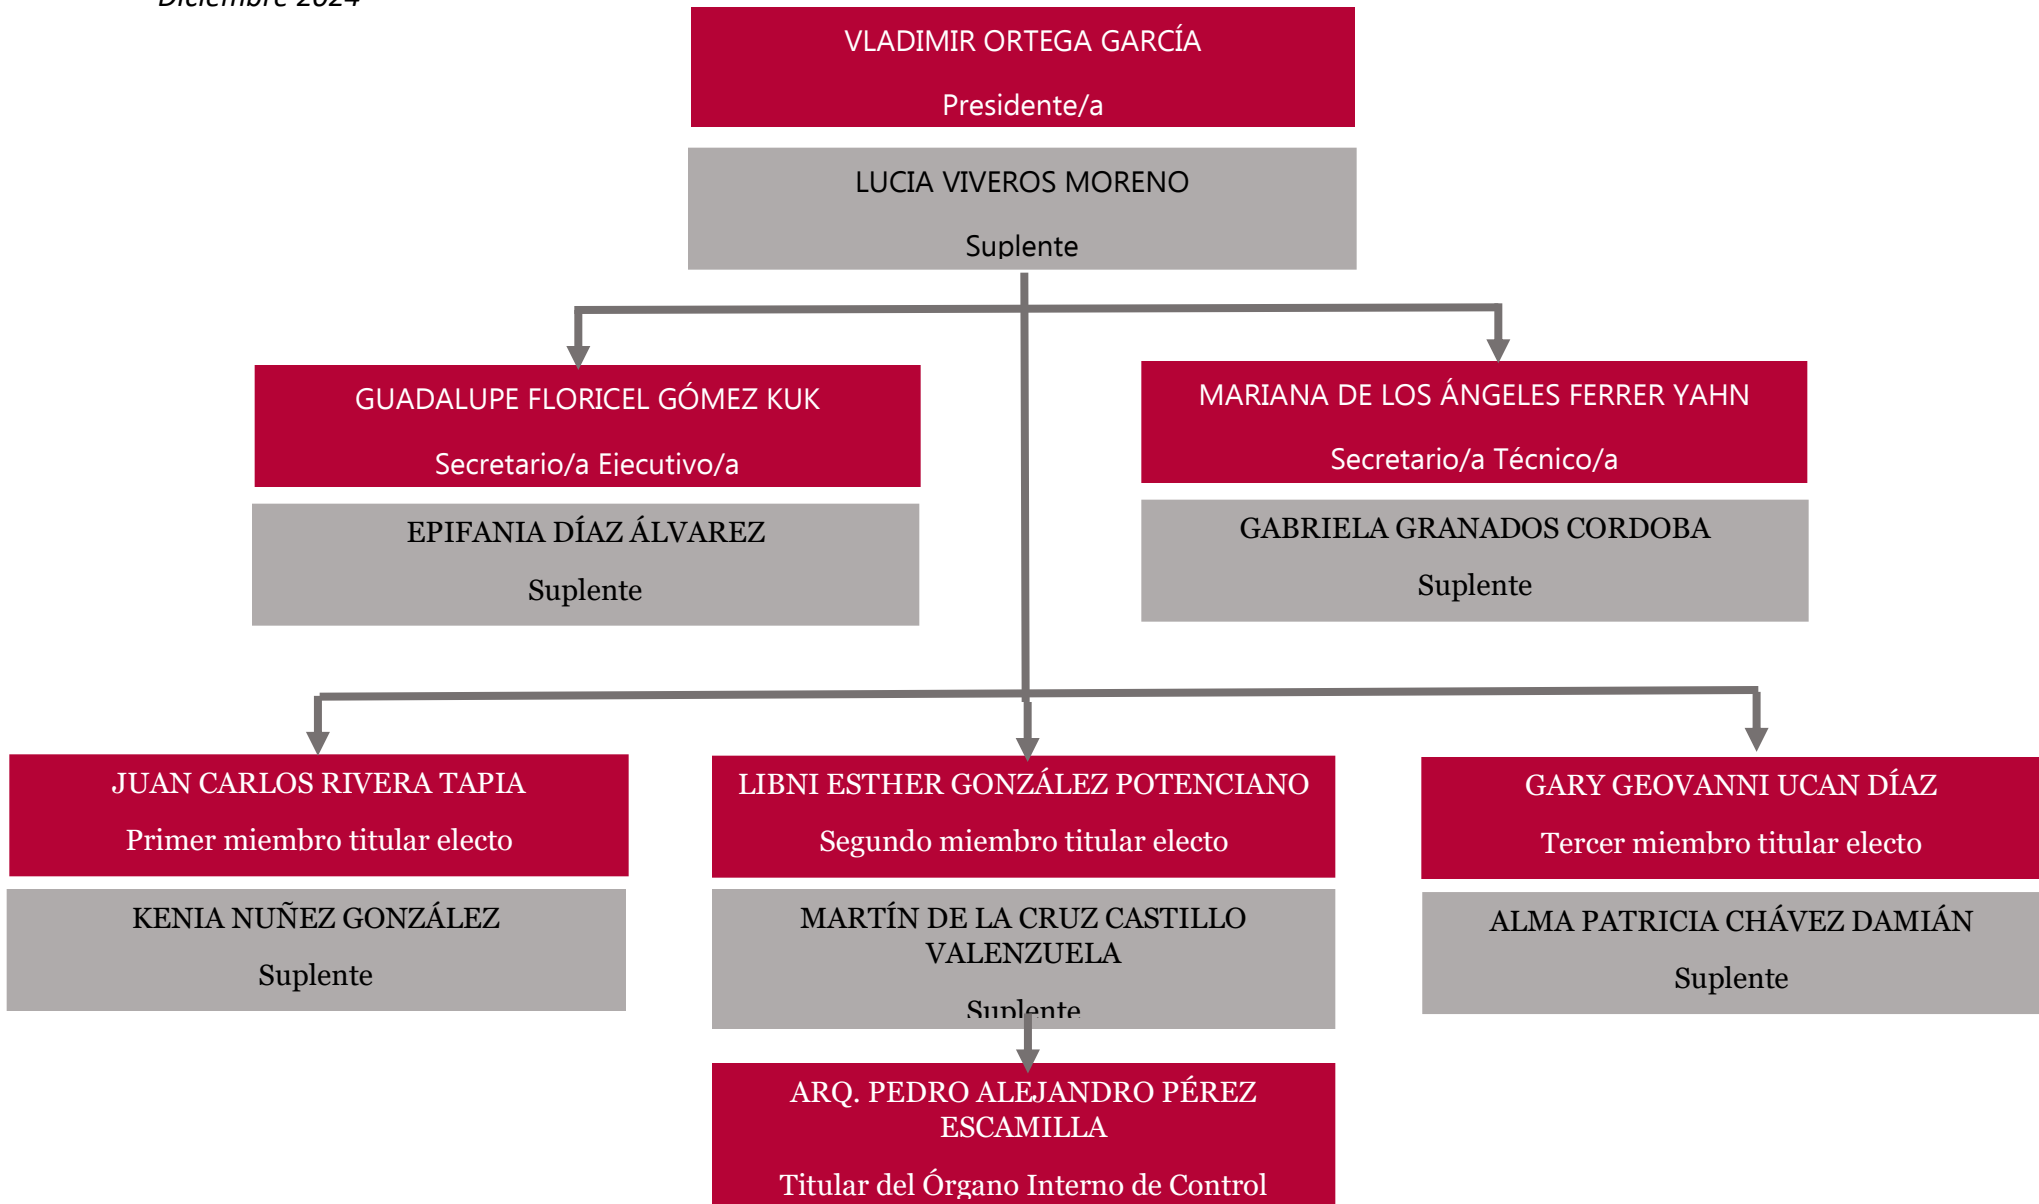 Diciembre 2024
VLADIMIR ORTEGA GARCÍA
Presidente/a
LUCIA VIVEROS MORENO
Suplente
GUADALUPE FLORICEL GÓMEZ KUK
Secretario/a Ejecutivo/a
EPIFANIA DÍAZ ÁLVAREZ
Suplente
MARIANA DE LOS ÁNGELES FERRER YAHN
Secretario/a Técnico/a
GABRIELA GRANADOS CORDOBA
Suplente
JUAN CARLOS RIVERA TAPIA
Primer miembro titular electo
KENIA NUÑEZ GONZÁLEZ
Suplente
LIBNI ESTHER GONZÁLEZ POTENCIANO
Segundo miembro titular electo
MARTÍN DE LA CRUZ CASTILLO
VALENZUELA
Suplente
GARY GEOVANNI UCAN DÍAZ
Tercer miembro titular electo
ALMA PATRICIA CHÁVEZ DAMIÁN
Suplente
ARQ. PEDRO ALEJANDRO PÉREZ
ESCAMILLA
Titular del Órgano Interno de Control